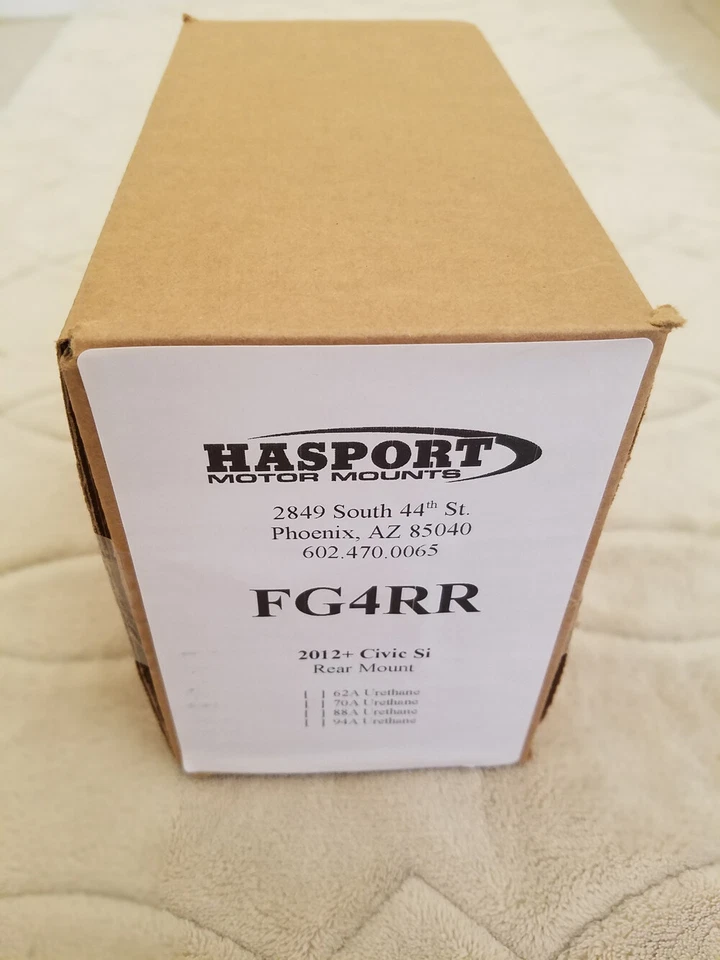 HASPORT
MOTOR MOUNTS
2849 South 44th St.
Phoenix, AZ 85040
602.470.0065
FG4RR
2012+ Civic Si
Rear Mount
[ ] 62A Urethane
[ ] 70A Urethane
[ ] 88A Urethane
[ ] 94A Urethane